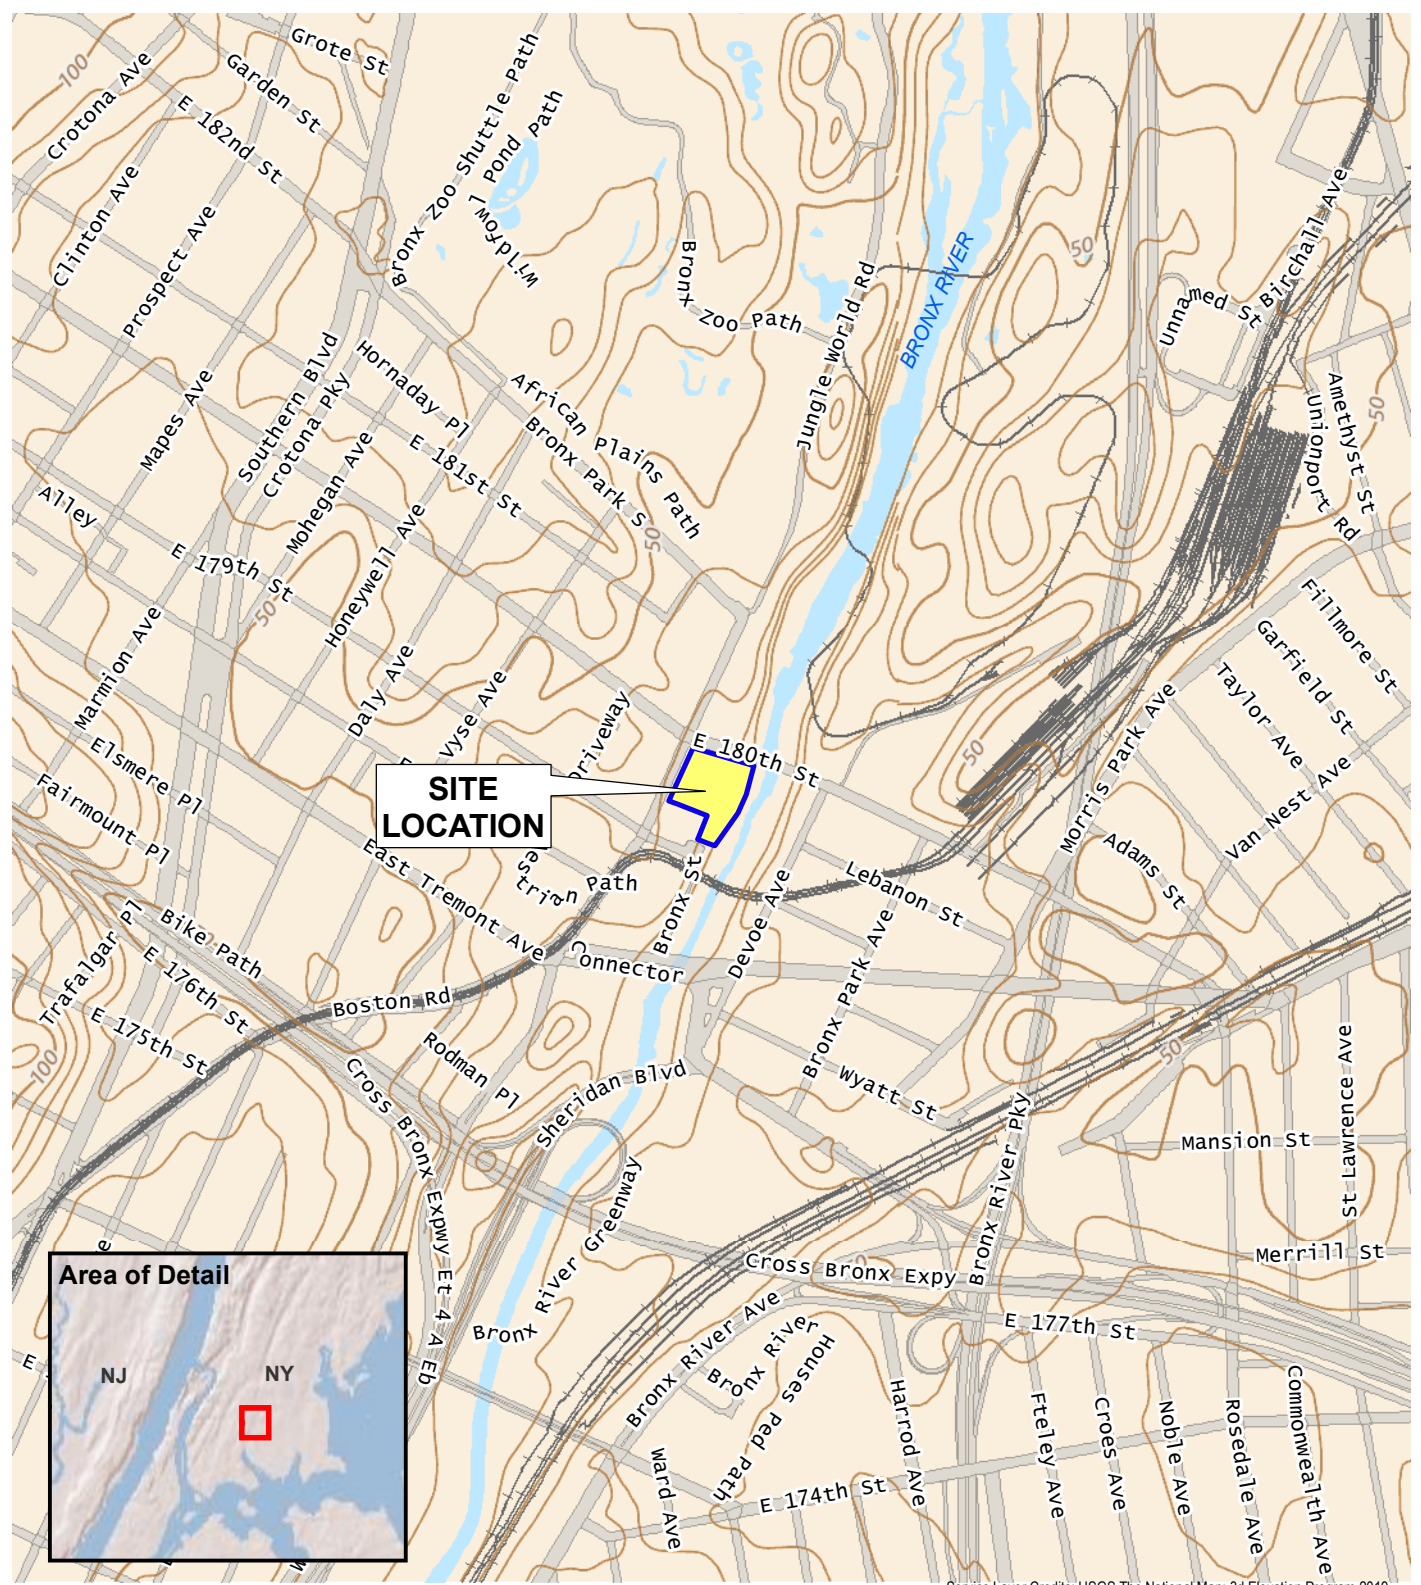 Grote St
Garden St
100
Crotona Ave
E 182nd St
Bronx Zoo Shuttle Path
Wildfowl Pond Path
Clinton Ave
Prospect Ave
Bronx Zoo Path
BRONX RIVER
50
Birchall Ave
Unnamed St
Jungle World Rd
Southern Blvd
Crotona Pky
Hornaday Pl
African Plains Path
Bronx Park S
E 181st St
Mapes Ave
Mohegan Ave
Honeywell Ave
Amethyst St
Unionport Rd
50
Alley
E 179th St
50
50
Fillmore St
Garfield St
Taylor Ave
Van Nest Ave
Marmion Ave
Daly Ave
Vyse Ave
Driveway
E 180th St
50
Morris Park Ave
Elsmere Pl
Fairmount Pl
SITE
LOCATION
East Tremont Ave
trian Path
Bronx St
Devoe Ave
Lebanon St
Adams St
Trafalgar Pl
Bike Path
E 176th St
Connector
Bronx Park Ave
Boston Rd
E 175th St
100
Rodman Pl
Sheridan Blvd
Wyatt St
50
Cross Bronx Expwy Et 4 A Eb
Bronx River Pky
Mansion St
St Lawrence Ave
Bronx River Greenway
Merrill St
Cross Bronx Expy
E 177th St
Bronx River Ave
Bronx River
Houses Ped Path
Area of Detail
NJ
NY
Ward Ave
Harrod Ave
E 174th St
Fteley Ave
Croes Ave
Noble Ave
Rosedale Ave
Commonwealth Ave